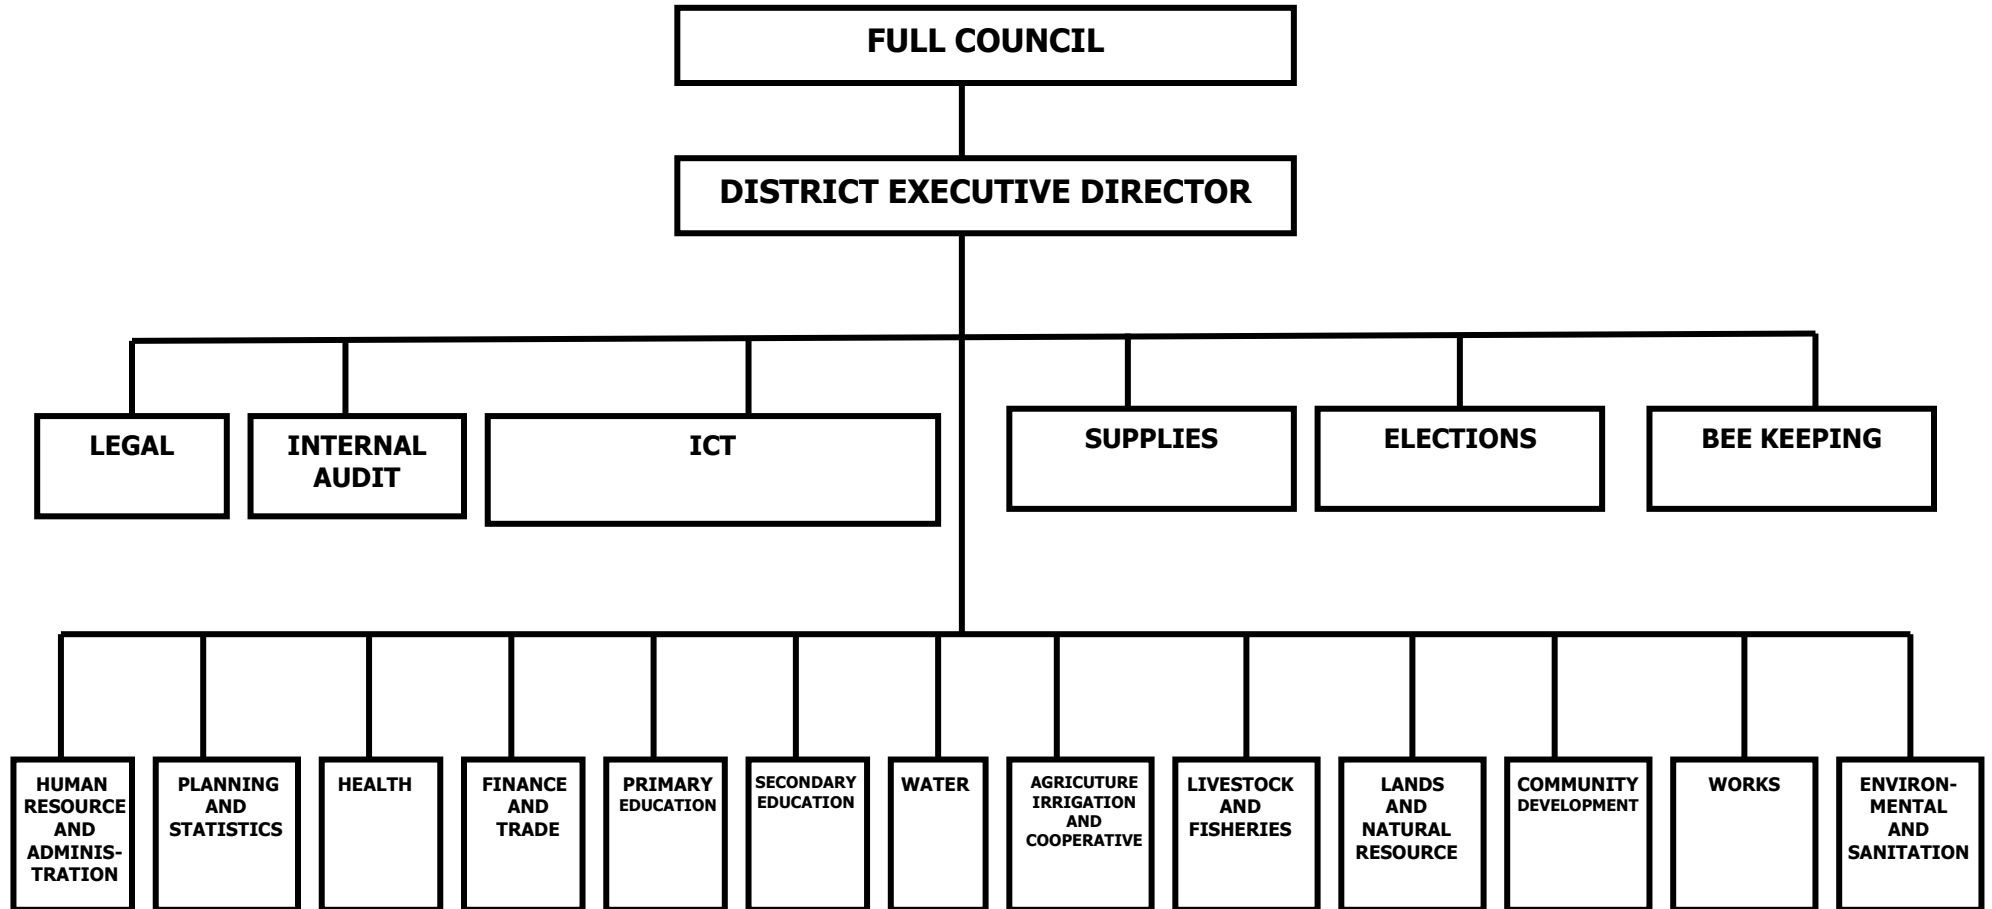 FULL COUNCIL
DISTRICT EXECUTIVE DIRECTOR
LEGAL
INTERNAL
AUDIT
ICT
SUPPLIES
ELECTIONS
BEE KEEPING
HUMAN
RESOURCE
AND
ADMINIS-
TRATION
PLANNING
AND
STATISTICS
HEALTH
FINANCE
AND
TRADE
PRIMARY
EDUCATION
SECONDARY
EDUCATION
WATER
AGRICUTURE
IRRIGATION
AND
COOPERATIVE
LIVESTOCK
AND
FISHERIES
LANDS
AND
NATURAL
RESOURCE
COMMUNITY
DEVELOPMENT
WORKS
ENVIRON-
MENTAL
AND
SANITATION